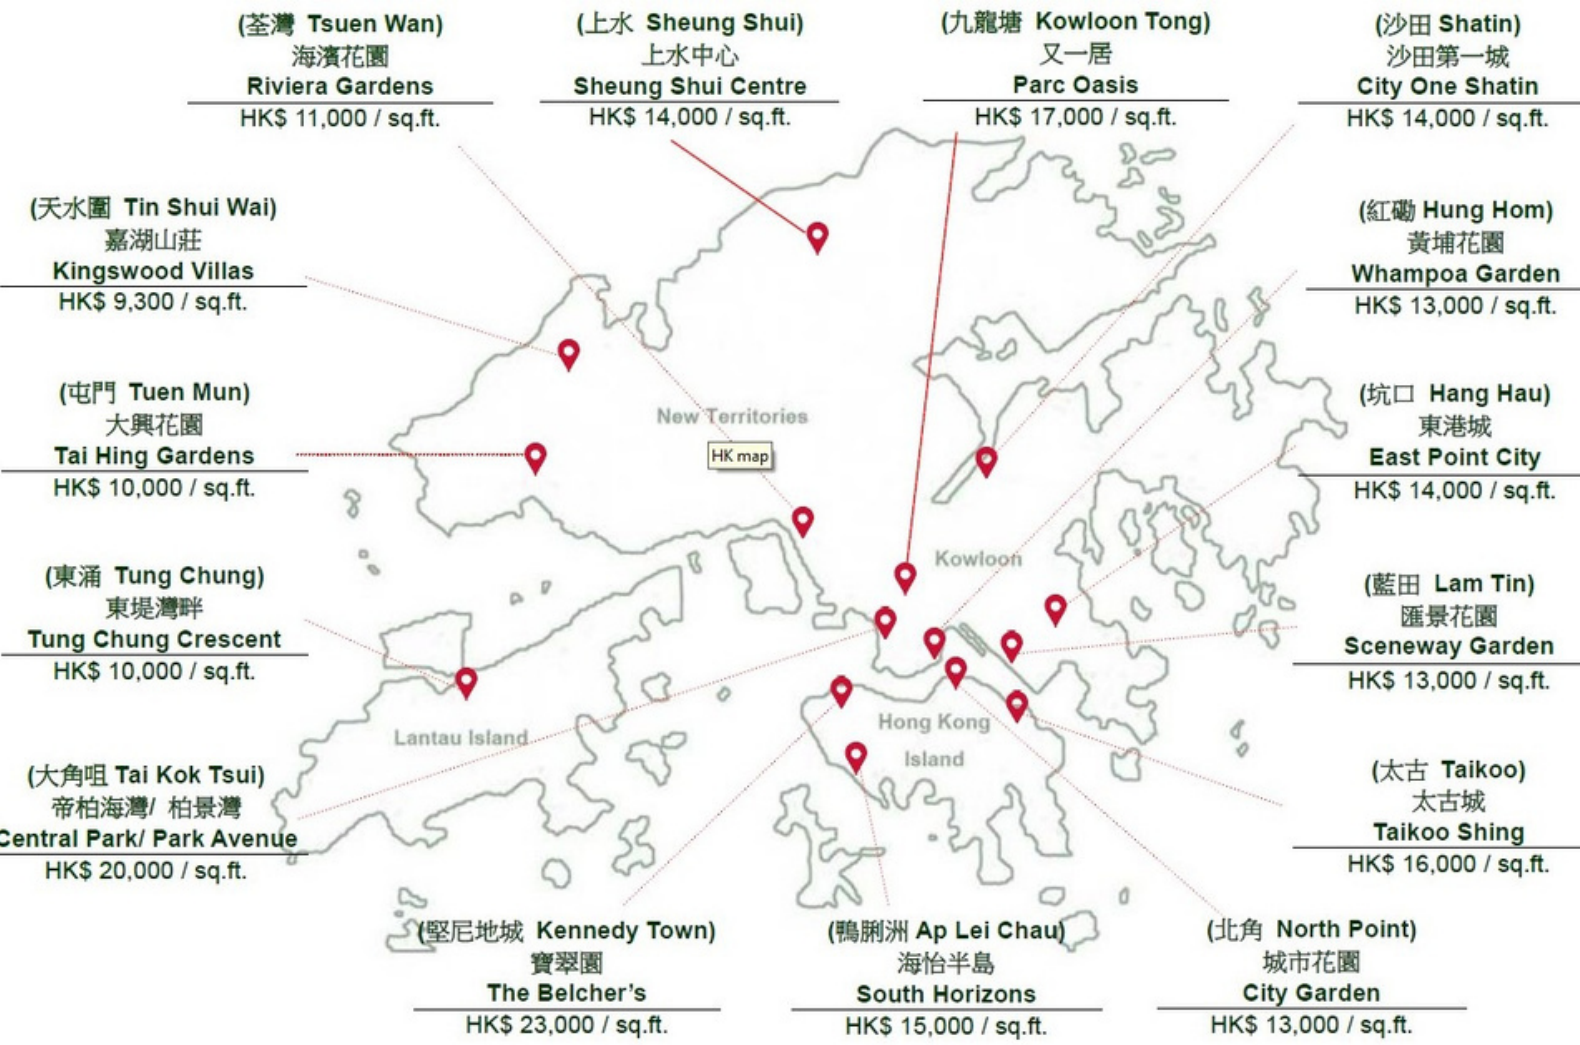 (荃灣 Tsuen Wan)
海濱花園
Riviera Gardens
HK$ 11,000 / sq.ft.
(上水 Sheung Shui)
上水中心
Sheung Shui Centre
HK$ 14,000 / sq.ft.
(九龍塘 Kowloon Tong)
又一居
Parc Oasis
HK$ 17,000 / sq.ft.
(沙田 Shatin)
沙田第一城
City One Shatin
HK$ 14,000 / sq.ft.
(天水圍 Tin Shui Wai)
嘉湖山莊
Kingswood Villas
HK$ 9,300 / sq.ft.
(紅磡 Hung Hom)
黃埔花園
Whampoa Garden
HK$ 13,000 / sq.ft.
(屯門 Tuen Mun)
大興花園
Tai Hing Gardens
HK$ 10,000 / sq.ft.
New Territories
HK map
(坑口 Hang Hau)
東港城
East Point City
HK$ 14,000 / sq.ft.
Kowloon
(東涌 Tung Chung)
東堤灣畔
Tung Chung Crescent
HK$ 10,000 / sq.ft.
(藍田 Lam Tin)
匯景花園
Sceneway Garden
HK$ 13,000 / sq.ft.
Lantau Island
Hong Kong
Island
(大角咀 Tai Kok Tsui)
帝柏海灣/ 柏景灣
Central Park/ Park Avenue
HK$ 20,000 / sq.ft.
(太古 Taikoo)
太古城
Taikoo Shing
HK$ 16,000 / sq.ft.
(堅尼地城 Kennedy Town)
寶翠園
The Belcher's
HK$ 23,000 / sq.ft.
(鴨脷洲 Ap Lei Chau)
海怡半島
South Horizons
HK$ 15,000 / sq.ft.
(北角 North Point)
城市花園
City Garden
HK$ 13,000 / sq.ft.